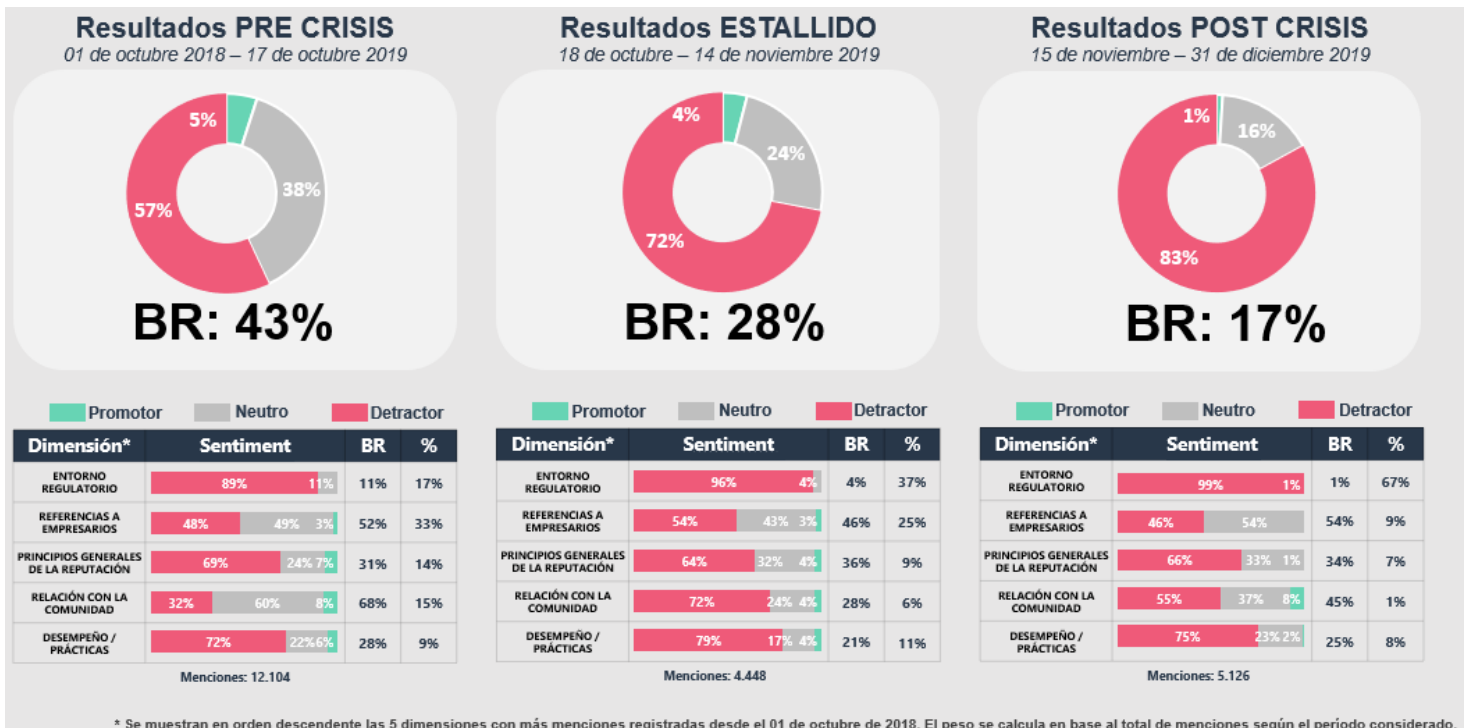 Resultados PRE CRISIS
01 de octubre 2018 – 17 de octubre 2019
5%
38%
57%
BR: 43%
Promotor Neutro Detractor
Dimensión* Sentiment BR %
ENTORNO
REGULATORIO
89% 11% 11% 17%
REFERENCIAS A
EMPRESARIOS
48% 49% 3% 52% 33%
PRINCIPIOS GENERALES
DE LA REPUTACIÓN
69% 24% 7% 31% 14%
RELACIÓN CON LA
COMUNIDAD
32% 60% 8% 68% 15%
DESEMPEÑO /
PRÁCTICAS
72% 22% 6% 28% 9%
Menciones: 12.104
Resultados ESTALLIDO
18 de octubre – 14 de noviembre 2019
4%
24%
72%
BR: 28%
Promotor Neutro Detractor
Dimensión* Sentiment BR %
ENTORNO
REGULATORIO
96% 4% 4% 37%
REFERENCIAS A
EMPRESARIOS
54% 43% 3% 46% 25%
PRINCIPIOS GENERALES
DE LA REPUTACIÓN
64% 32% 4% 36% 9%
RELACIÓN CON LA
COMUNIDAD
72% 24% 4% 28% 6%
DESEMPEÑO /
PRÁCTICAS
79% 17% 4% 21% 11%
Menciones: 4.448
Resultados POST CRISIS
15 de noviembre – 31 de diciembre 2019
1%
16%
83%
BR: 17%
Promotor Neutro Detractor
Dimensión* Sentiment BR %
ENTORNO
REGULATORIO
99% 1% 1% 67%
REFERENCIAS A
EMPRESARIOS
46% 54% 54% 9%
PRINCIPIOS GENERALES
DE LA REPUTACIÓN
66% 33% 1% 34% 7%
RELACIÓN CON LA
COMUNIDAD
55% 37% 8% 45% 1%
DESEMPEÑO /
PRÁCTICAS
75% 23% 2% 25% 8%
Menciones: 5.126
* Se muestran en orden descendente las 5 dimensiones con más menciones registradas desde el 01 de octubre de 2018. El peso se calcula en base al total de menciones según el periodo considerado.